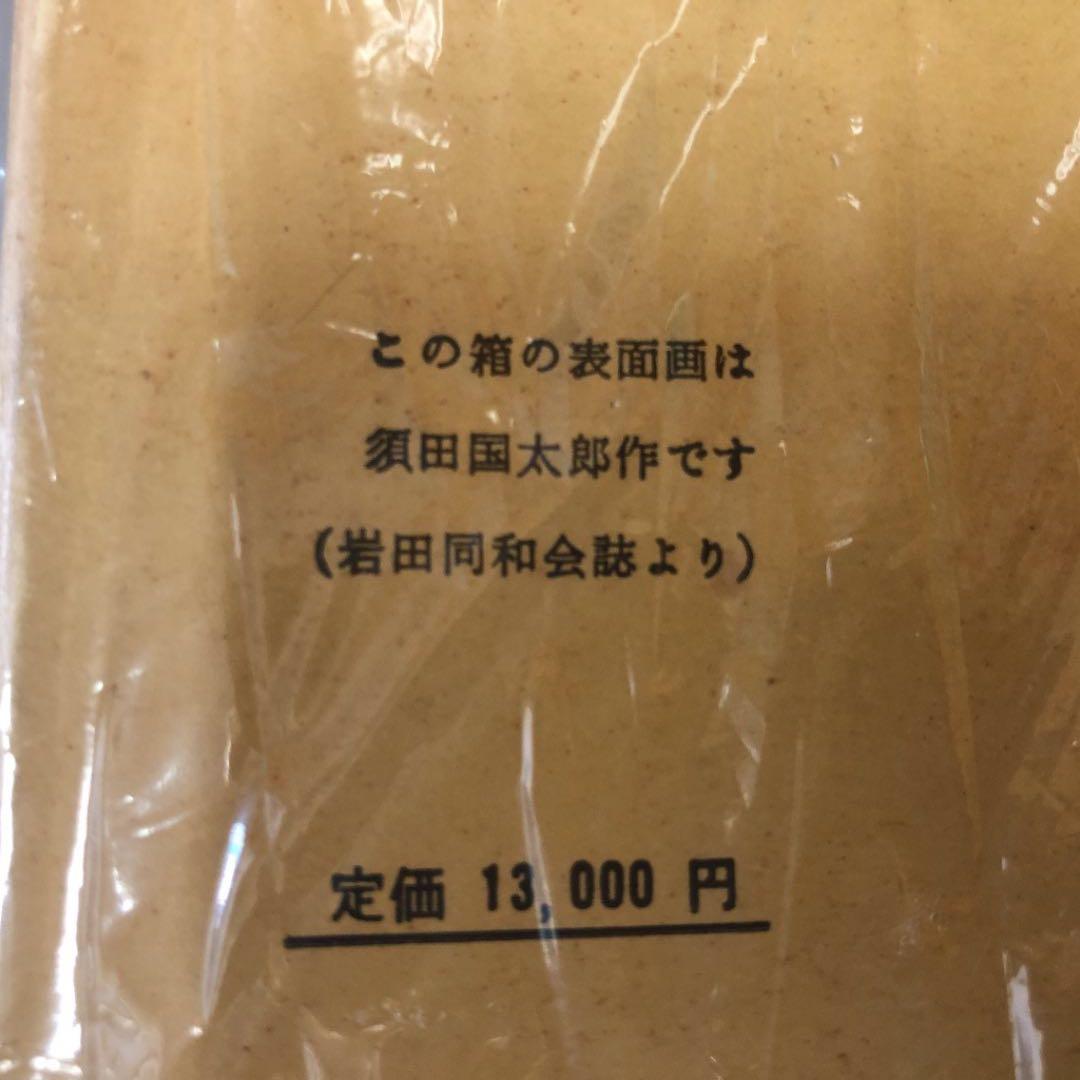 この箱の表面画は
須田国太郎作です
(岩田同和会誌より)
定価 13,000 円